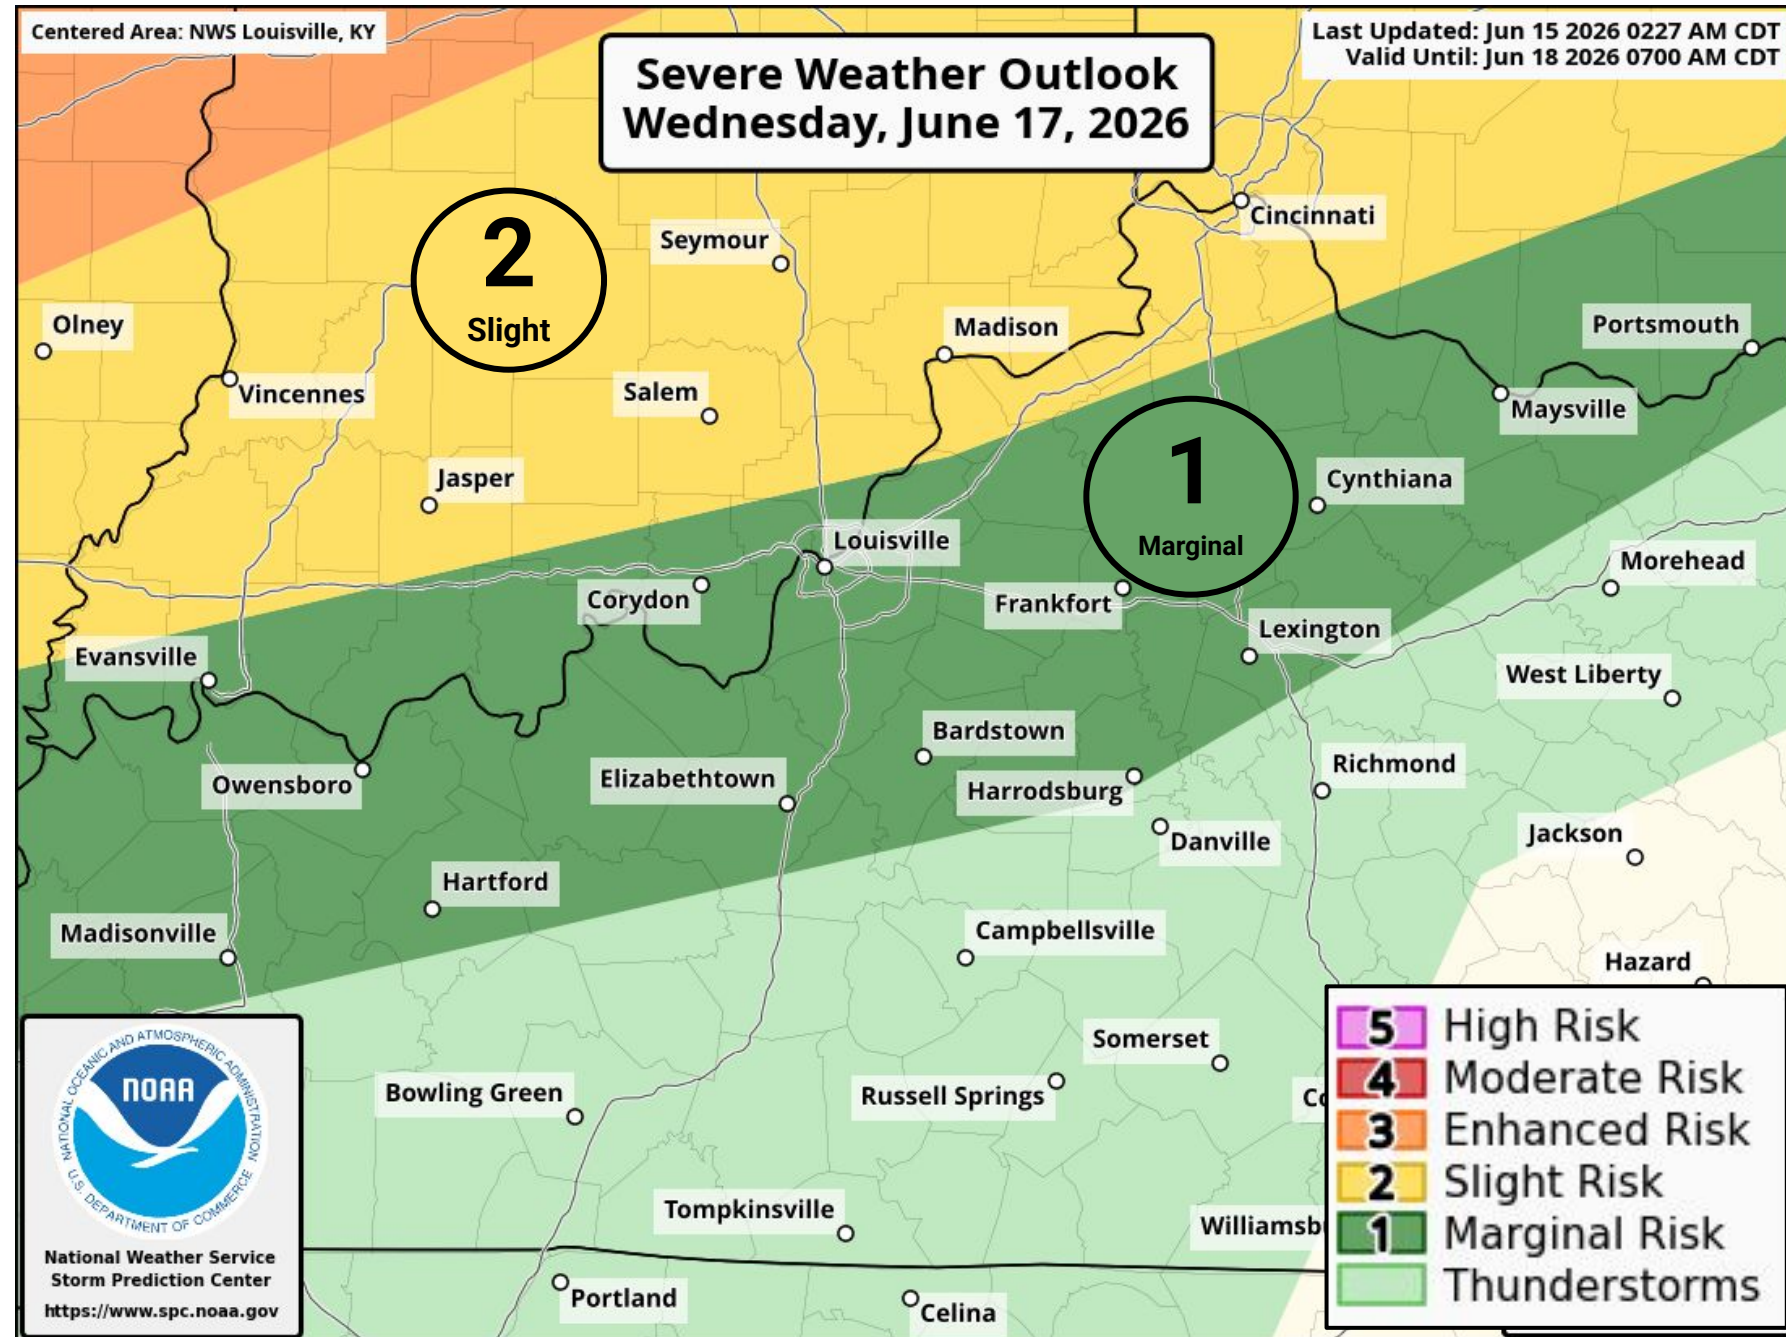 Centered Area: NWS Louisville, KY
Last Updated: Jun 15 2026 0227 AM CDT
Valid Until: Jun 18 2026 0700 AM CDT
Severe Weather Outlook
Wednesday, June 17, 2026
2
Slight
Seymour
Cincinnati
Olney
Madison
Portsmouth
Vincennes
Salem
Maysville
Jasper
1
Marginal
Cynthiana
Louisville
Morehead
Corydon
Frankfort
Lexington
Evansville
West Liberty
Bardstown
Owensboro
Elizabethtown
Harrodsburg
Richmond
Danville
Jackson
Hartford
Madisonville
Campbellsville
Hazard
Somerset
Bowling Green
Russell Springs
Co
Tompkinsville
Williamsb
Portland
Celina
NATIONAL OCEANIC AND ATMOSPHERIC ADMINISTRATION
NOAA
U.S. DEPARTMENT OF COMMERCE
National Weather Service
Storm Prediction Center
https://www.spc.noaa.gov
5 High Risk
4 Moderate Risk
3 Enhanced Risk
2 Slight Risk
1 Marginal Risk
Thunderstorms